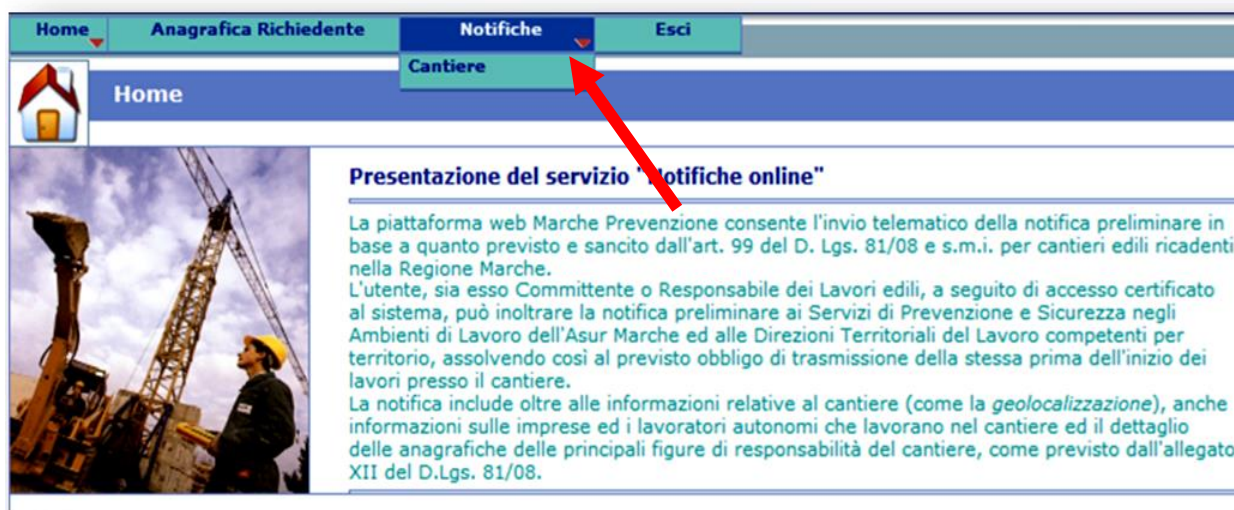 Home Anagrafica Richiedente Notifiche Esci
Cantiere
Home
Presentazione del servizio "Notifiche online"
La piattaforma web Marche Prevenzione consente l'invio telematico della notifica preliminare in
base a quanto previsto e sancito dall'art. 99 del D. Lgs. 81/08 e s.m.i. per cantieri edili ricadenti
nella Regione Marche.
L'utente, sia esso Committente o Responsabile dei Lavori edili, a seguito di accesso certificato
al sistema, può inoltrare la notifica preliminare ai Servizi di Prevenzione e Sicurezza negli
Ambienti di Lavoro dell'Asur Marche ed alle Direzioni Territoriali del Lavoro competenti per
territorio, assolvendo così al previsto obbligo di trasmissione della stessa prima dell'inizio dei
lavori presso il cantiere.
La notifica include oltre alle informazioni relative al cantiere (come la geolocalizzazione), anche
informazioni sulle imprese ed i lavoratori autonomi che lavorano nel cantiere ed il dettaglio
delle anagrafiche delle principali figure di responsabilità del cantiere, come previsto dall'allegato
XII del D.Lgs. 81/08.